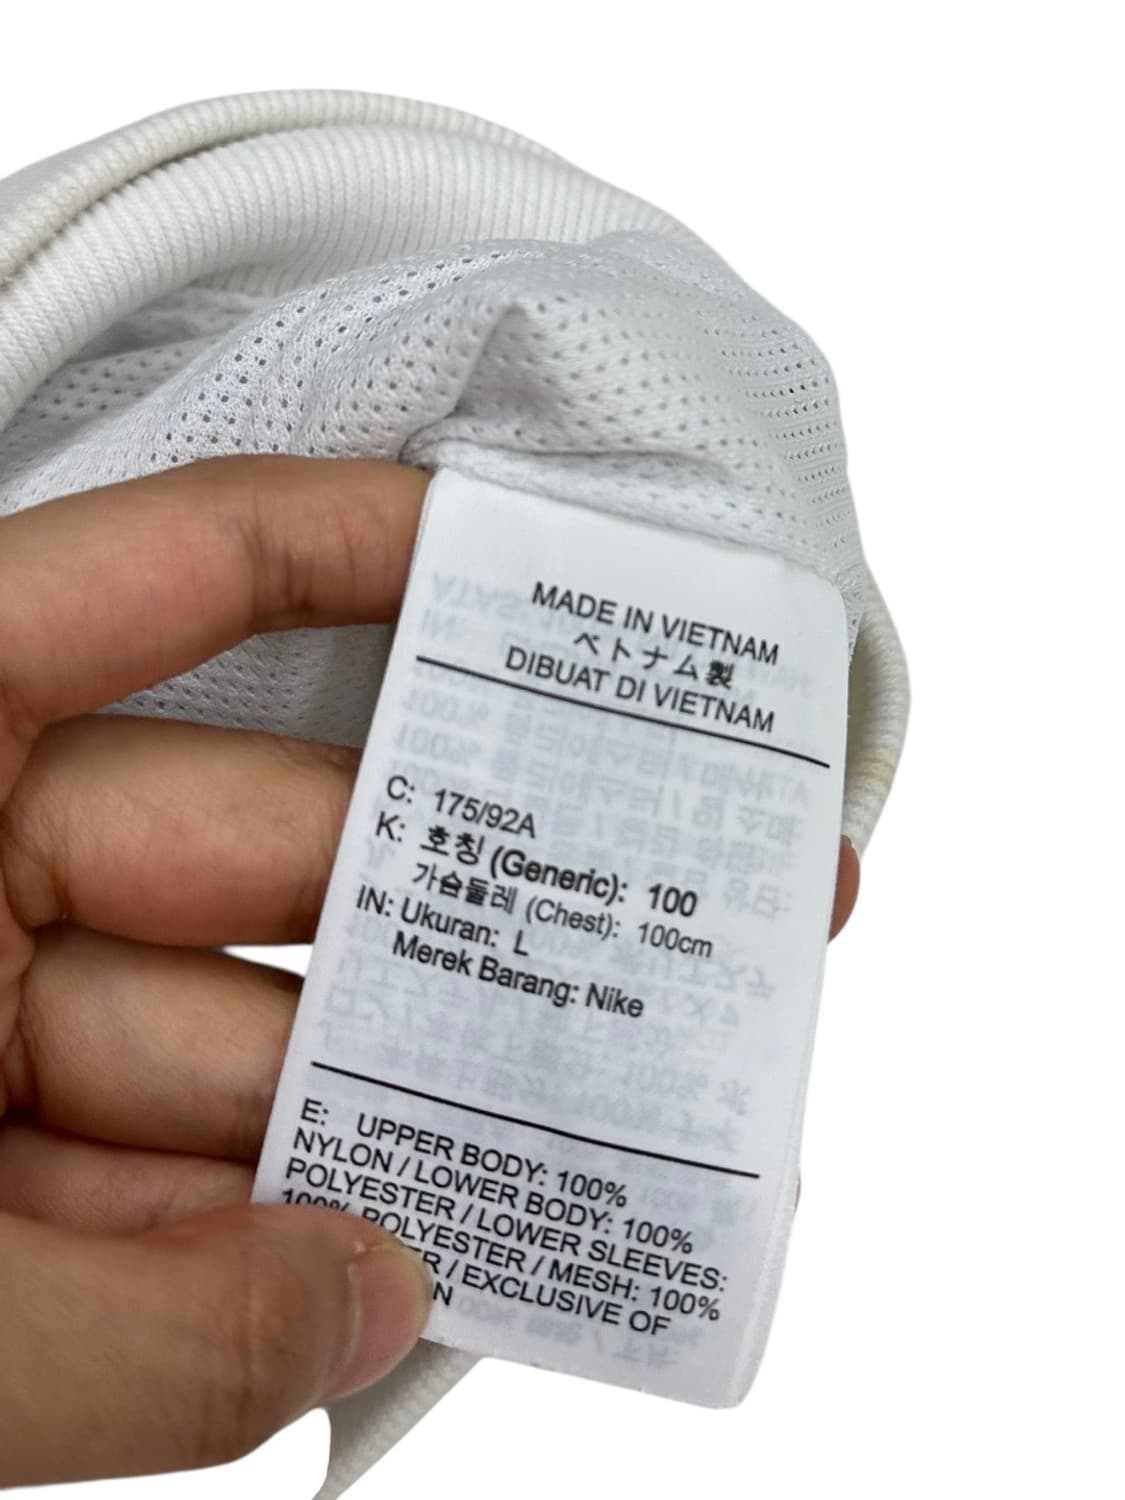 MADE IN VIETNAM
ベトナム製
DIBUAT DI VIETNAM
C: 175/92A
K: 호칭 (Generic): 100
가슴둘레 (Chest): 100cm
IN: Ukuran: L
Merek Barang: Nike
E: UPPER BODY: 100%
NYLON / LOWER BODY: 100%
POLYESTER / LOWER SLEEVES:
100% POLYESTER / MESH: 100%
ER / EXCLUSIVE OF
N